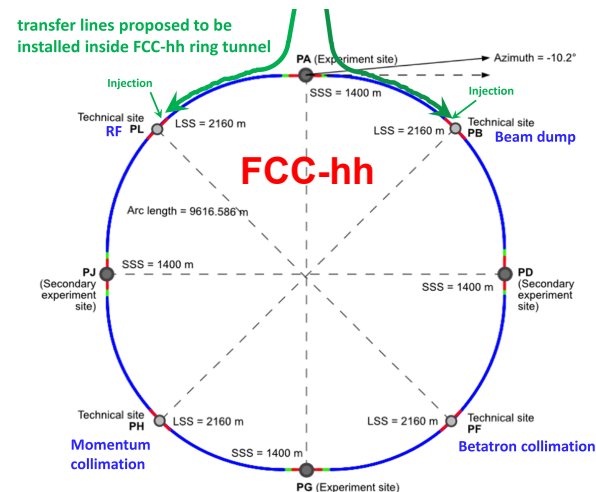 transfer lines proposed to be
installed inside FCC-hh ring tunnel
PA (Experiment site)
Azimuth = -10.2°
Injection
Injection
SSS = 1400 m
Technical site
PL
RF
LSS = 2160 m
LSS = 2160 m
Technical site
PB
Beam dump
FCC-hh
Arc length = 9616.586 m
PJ
(Secondary
experiment
site)
SSS = 1400 m
SSS = 1400 m
PD
(Secondary
experiment
site)
Technical site
PH
LSS = 2160 m
LSS = 2160 m
Technical site
PF
Momentum
collimation
Betatron collimation
SSS = 1400 m
PG (Experiment site)